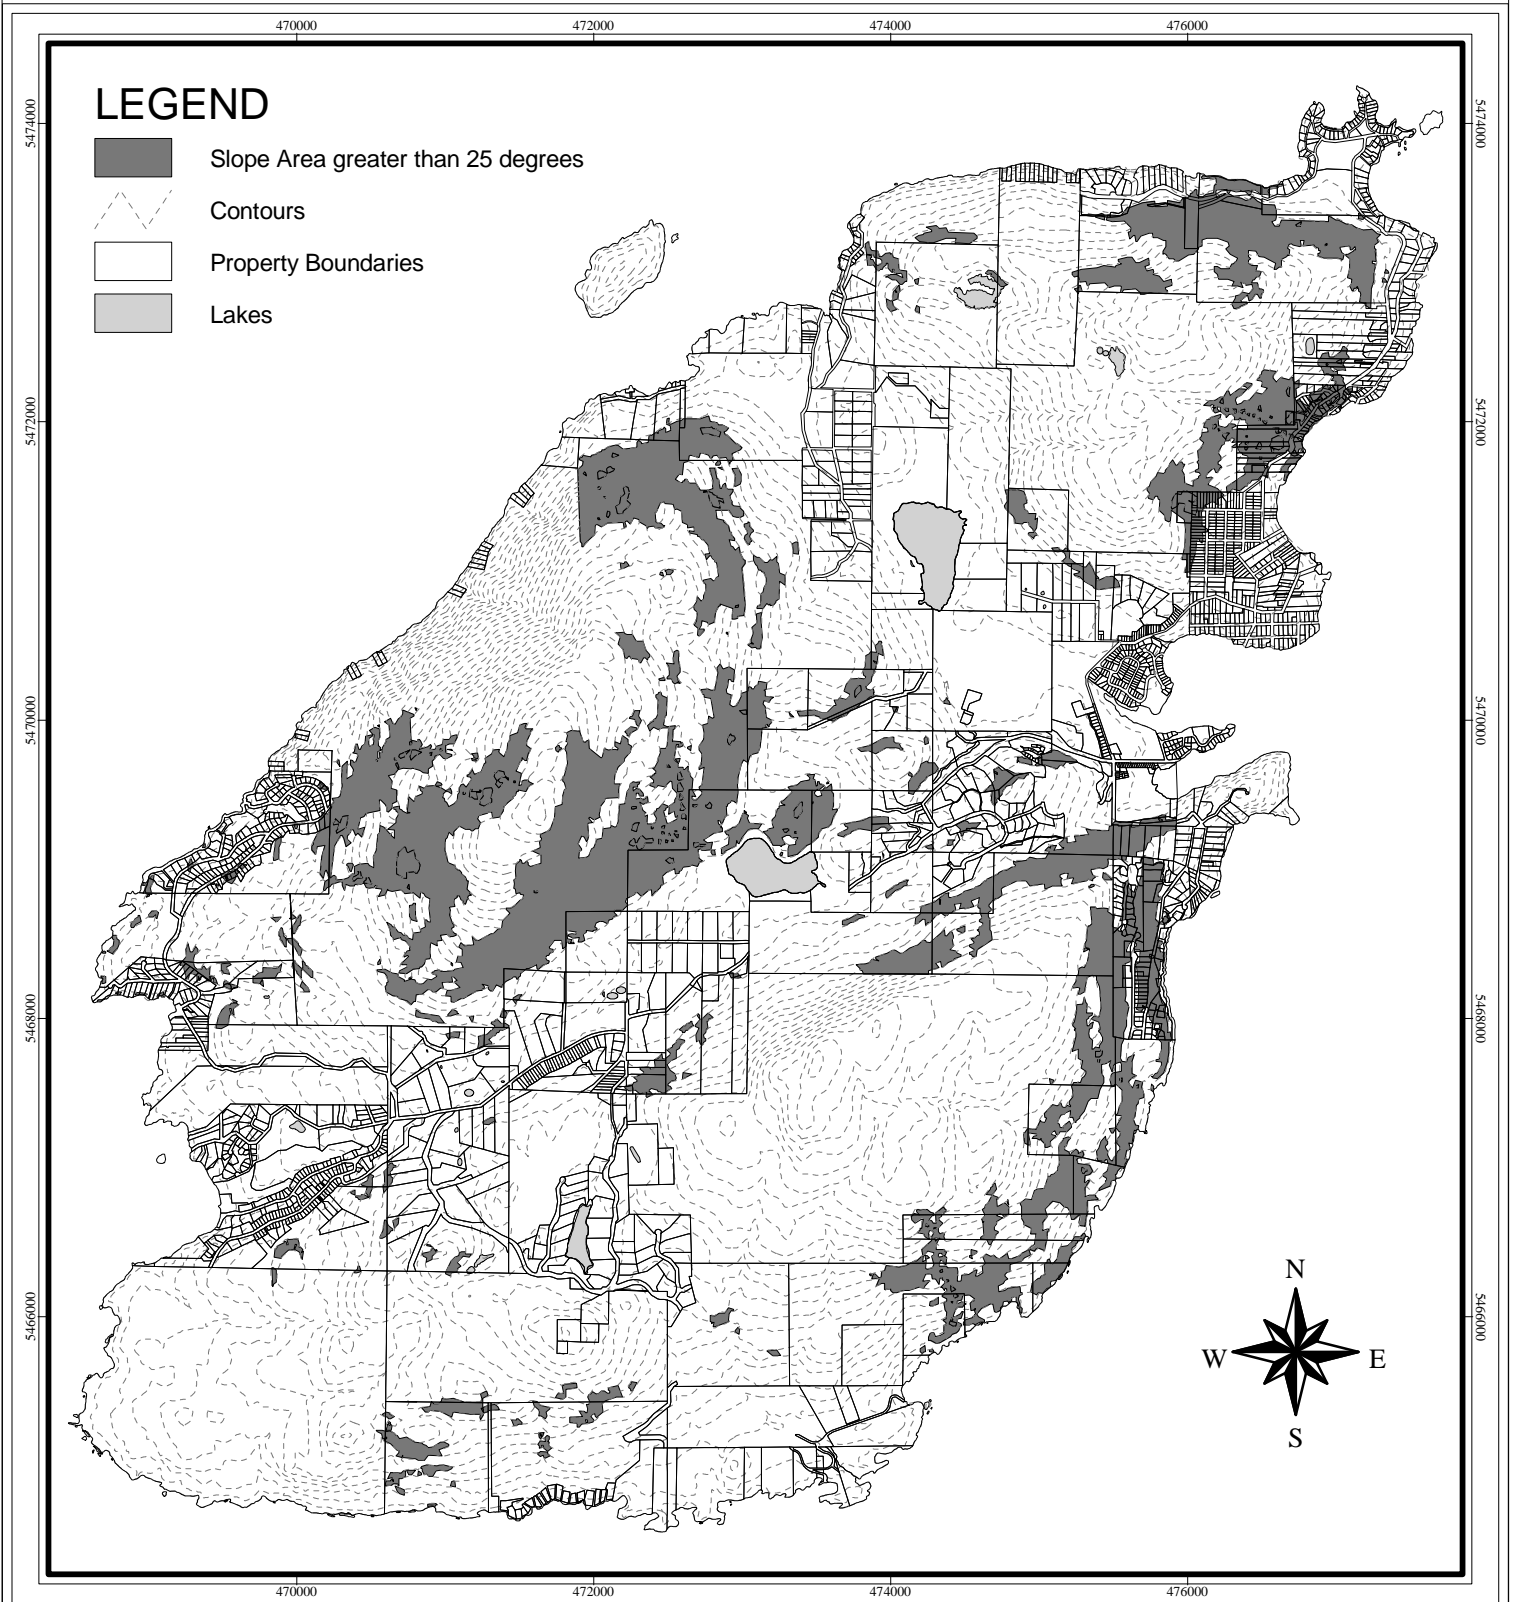 470000 472000 474000 476000
LEGEND
Slope Area greater than 25 degrees
Contours
Property Boundaries
Lakes
5474000 5474000
5472000 5472000
5470000 5470000
5468000 5468000
5466000 5466000
N
W E
S
470000 472000 474000 476000